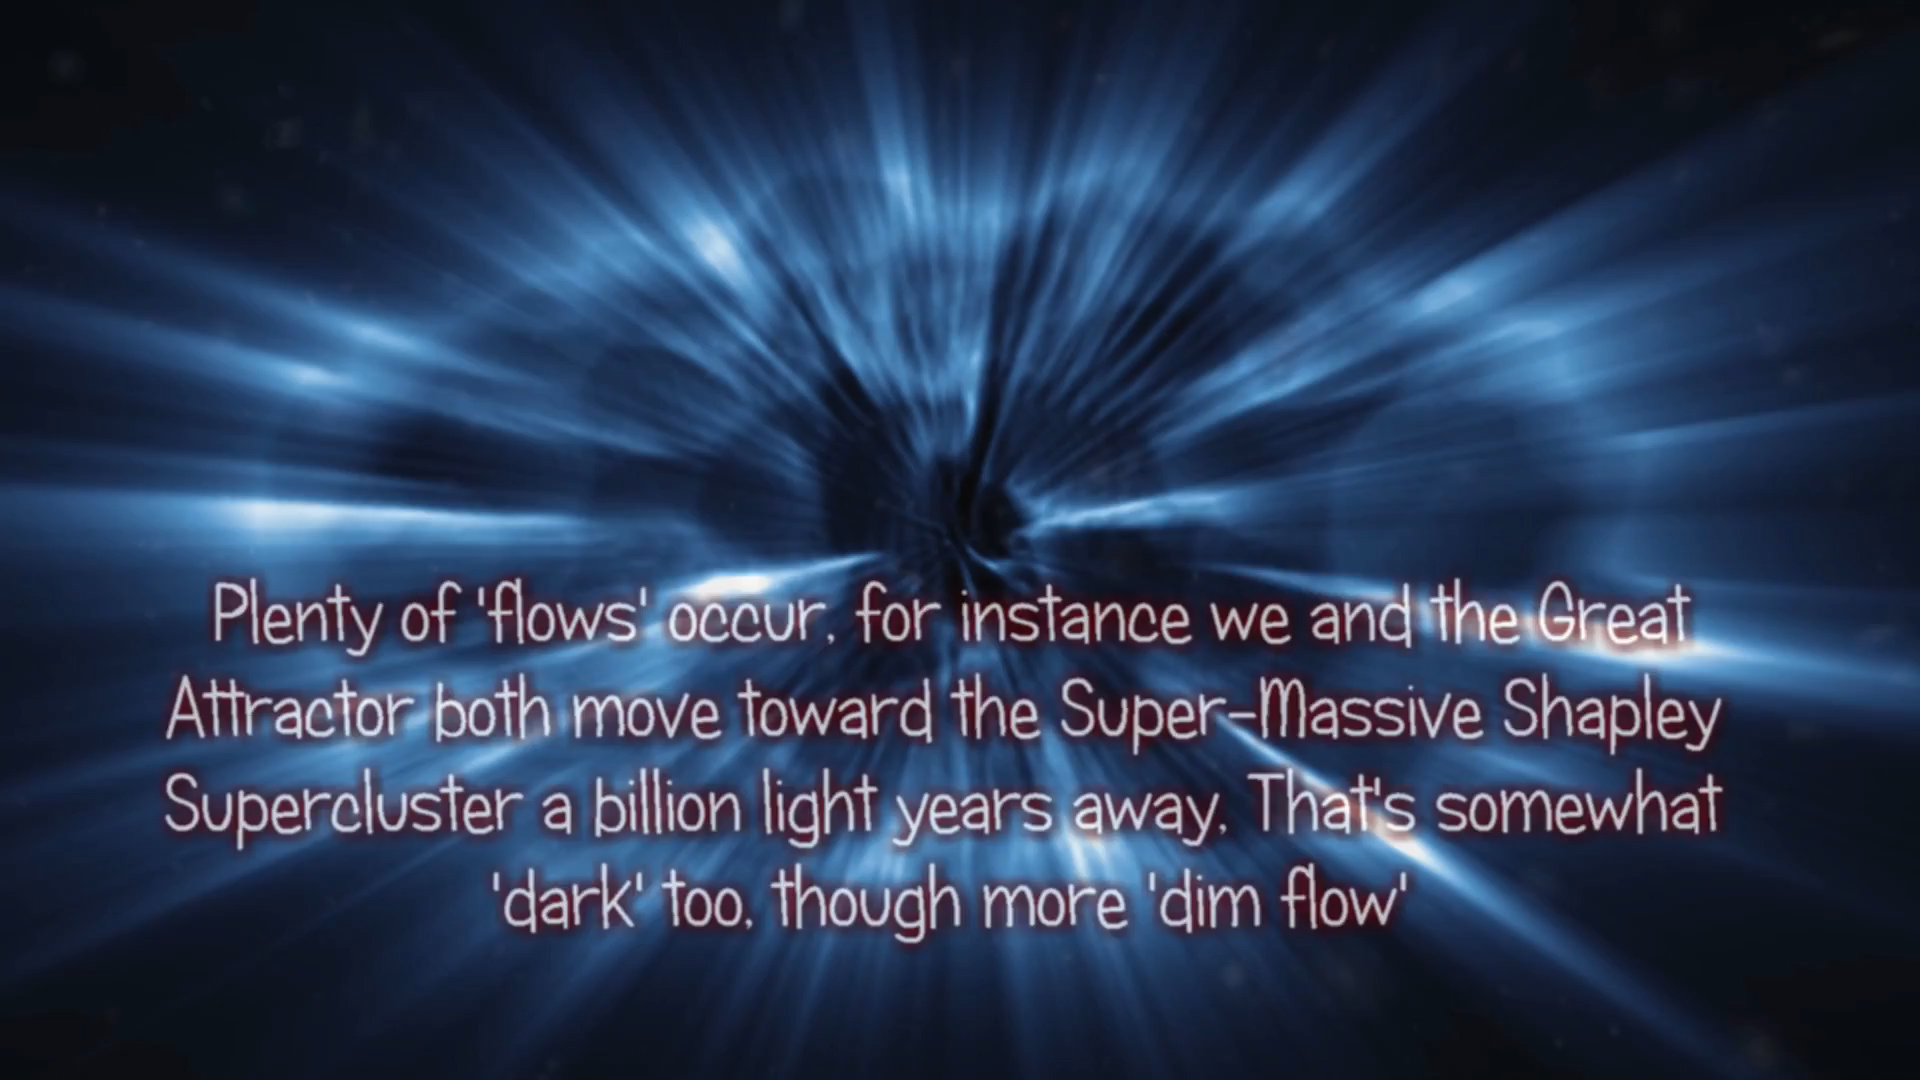 Plenty of 'flows' occur, for instance we and the Great
Attractor both move toward the Super-Massive Shapley
Supercluster a billion light years away. That's somewhat
'dark' too, though more 'dim flow'